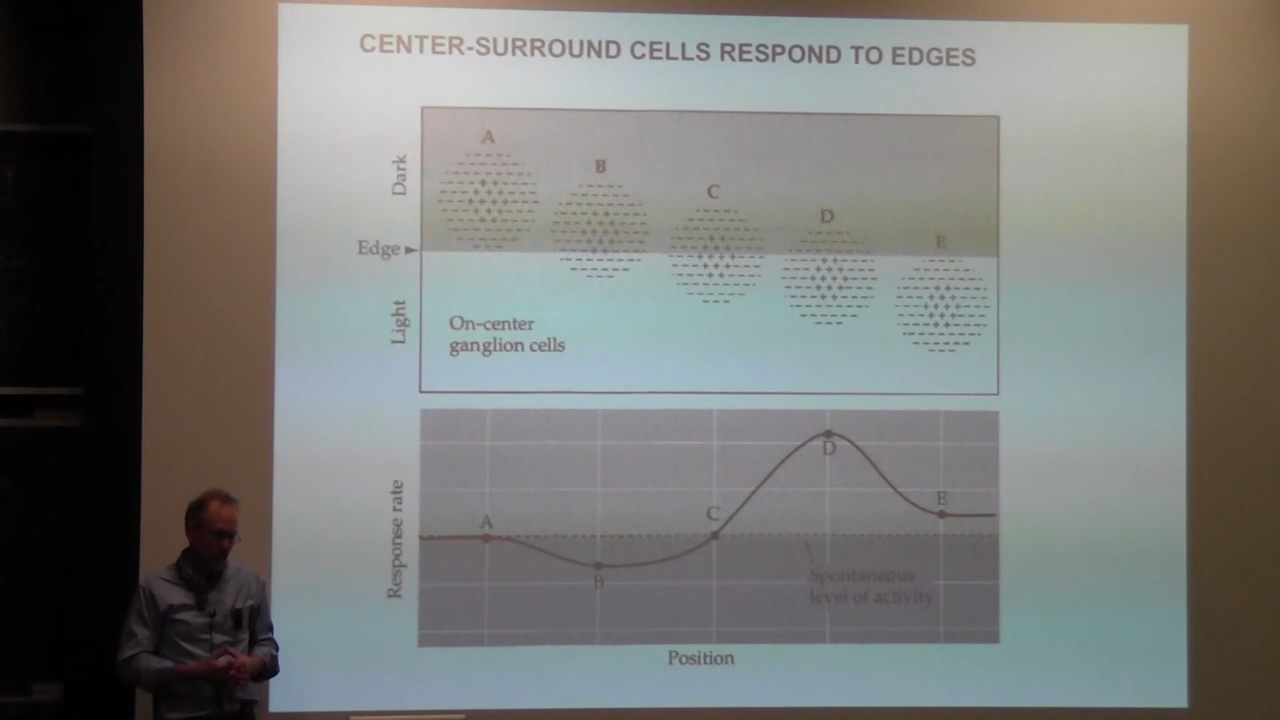 CENTER-SURROUND CELLS RESPOND TO EDGES
A
B
C
D
E
Dark
Edge
Light
On-center
ganglion cells
Response rate
A
B
C
D
E
Spontaneous
level of activity
Position